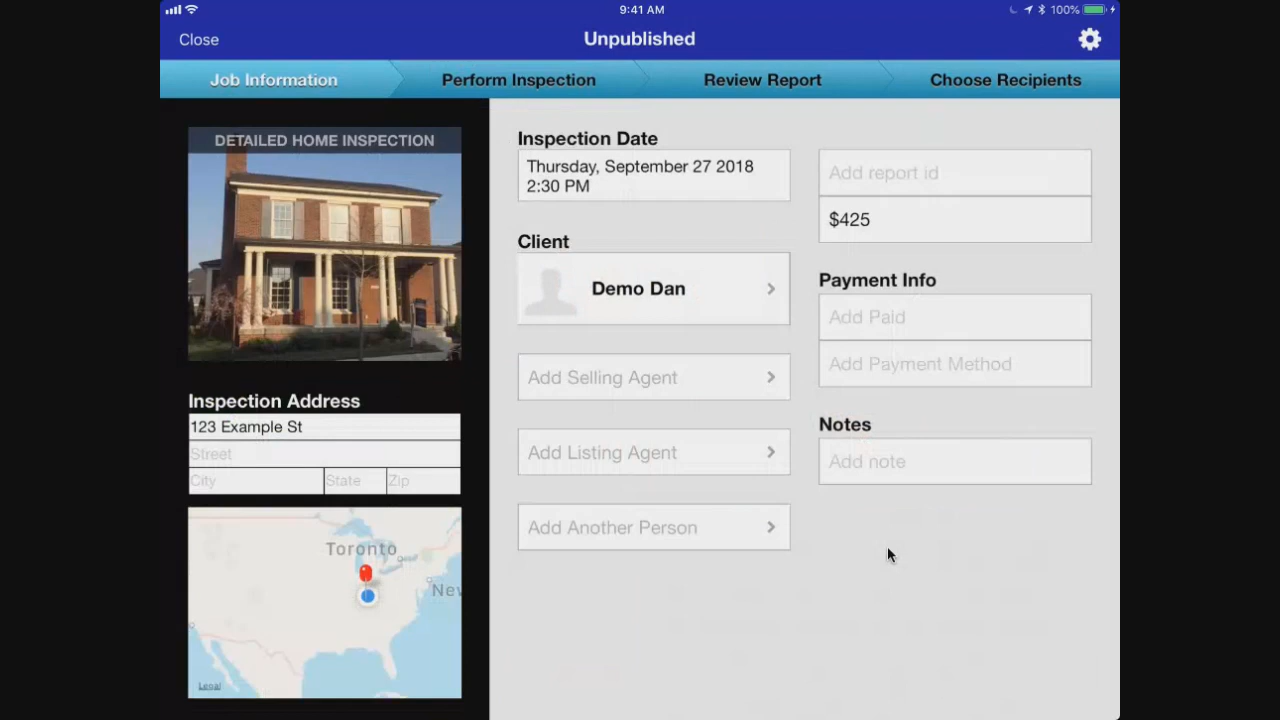 9:41 AM
100%
Close
Unpublished
Job Information
Perform Inspection
Review Report
Choose Recipients
DETAILED HOME INSPECTION
Inspection Address
123 Example St
Street
City
State
Zip
Toronto
New
Legal
Inspection Date
Thursday, September 27 2018
2:30 PM
Client
Demo Dan
Add Selling Agent
Add Listing Agent
Add Another Person
Add report id
$425
Payment Info
Add Paid
Add Payment Method
Notes
Add note